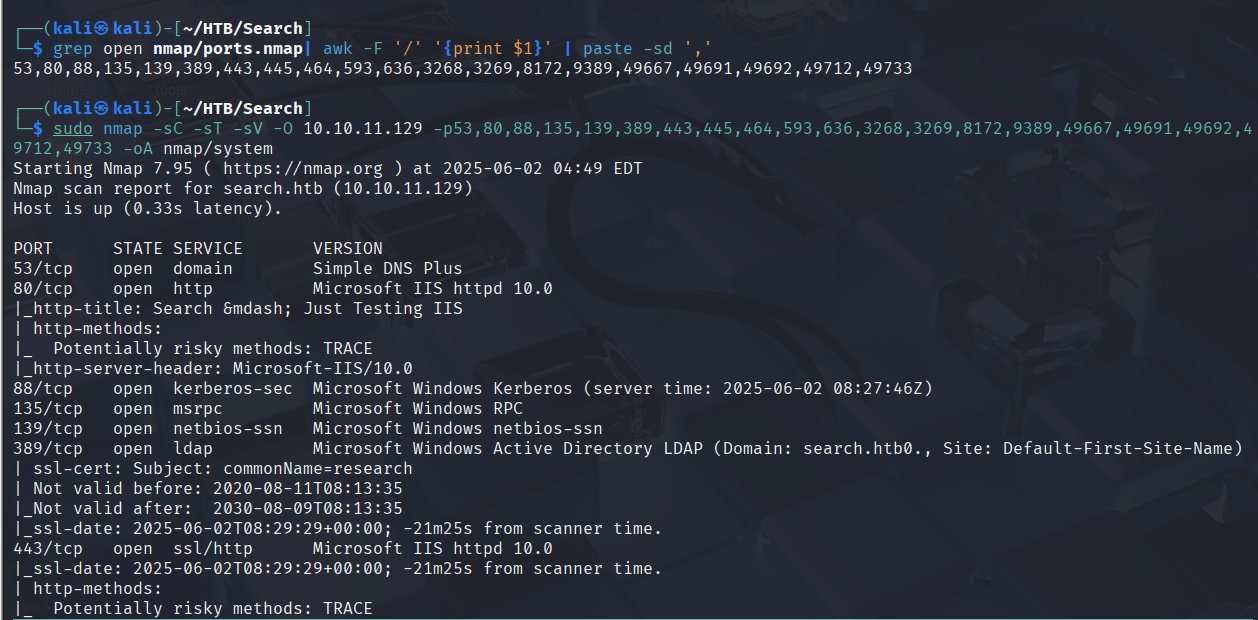 ┌──(kali㉿kali)-[~/HTB/Search]
└─$ grep open nmap/ports.nmap| awk -F '/' '{print $1}' | paste -sd ','
53,80,88,135,139,389,443,445,464,593,636,3268,3269,8172,9389,49667,49691,49692,49712,49733
┌──(kali㉿kali)-[~/HTB/Search]
└─$ sudo nmap -sC -sT -sV -O 10.10.11.129 -p53,80,88,135,139,389,443,445,464,593,636,3268,3269,8172,9389,49667,49691,49692,4
9712,49733 -oA nmap/system
Starting Nmap 7.95 ( https://nmap.org ) at 2025-06-02 04:49 EDT
Nmap scan report for search.htb (10.10.11.129)
Host is up (0.33s latency).
PORT      STATE SERVICE       VERSION
53/tcp    open  domain        Simple DNS Plus
80/tcp    open  http          Microsoft IIS httpd 10.0
|_http-title: Search &mdash; Just Testing IIS
| http-methods:
|_  Potentially risky methods: TRACE
|_http-server-header: Microsoft-IIS/10.0
88/tcp    open  kerberos-sec  Microsoft Windows Kerberos (server time: 2025-06-02 08:27:46Z)
135/tcp   open  msrpc         Microsoft Windows RPC
139/tcp   open  netbios-ssn   Microsoft Windows netbios-ssn
389/tcp   open  ldap          Microsoft Windows Active Directory LDAP (Domain: search.htb0., Site: Default-First-Site-Name)
| ssl-cert: Subject: commonName=research
| Not valid before: 2020-08-11T08:13:35
|_Not valid after:  2030-08-09T08:13:35
|_ssl-date: 2025-06-02T08:29:29+00:00; -21m25s from scanner time.
443/tcp   open  ssl/http      Microsoft IIS httpd 10.0
|_ssl-date: 2025-06-02T08:29:29+00:00; -21m25s from scanner time.
| http-methods:
|_  Potentially risky methods: TRACE